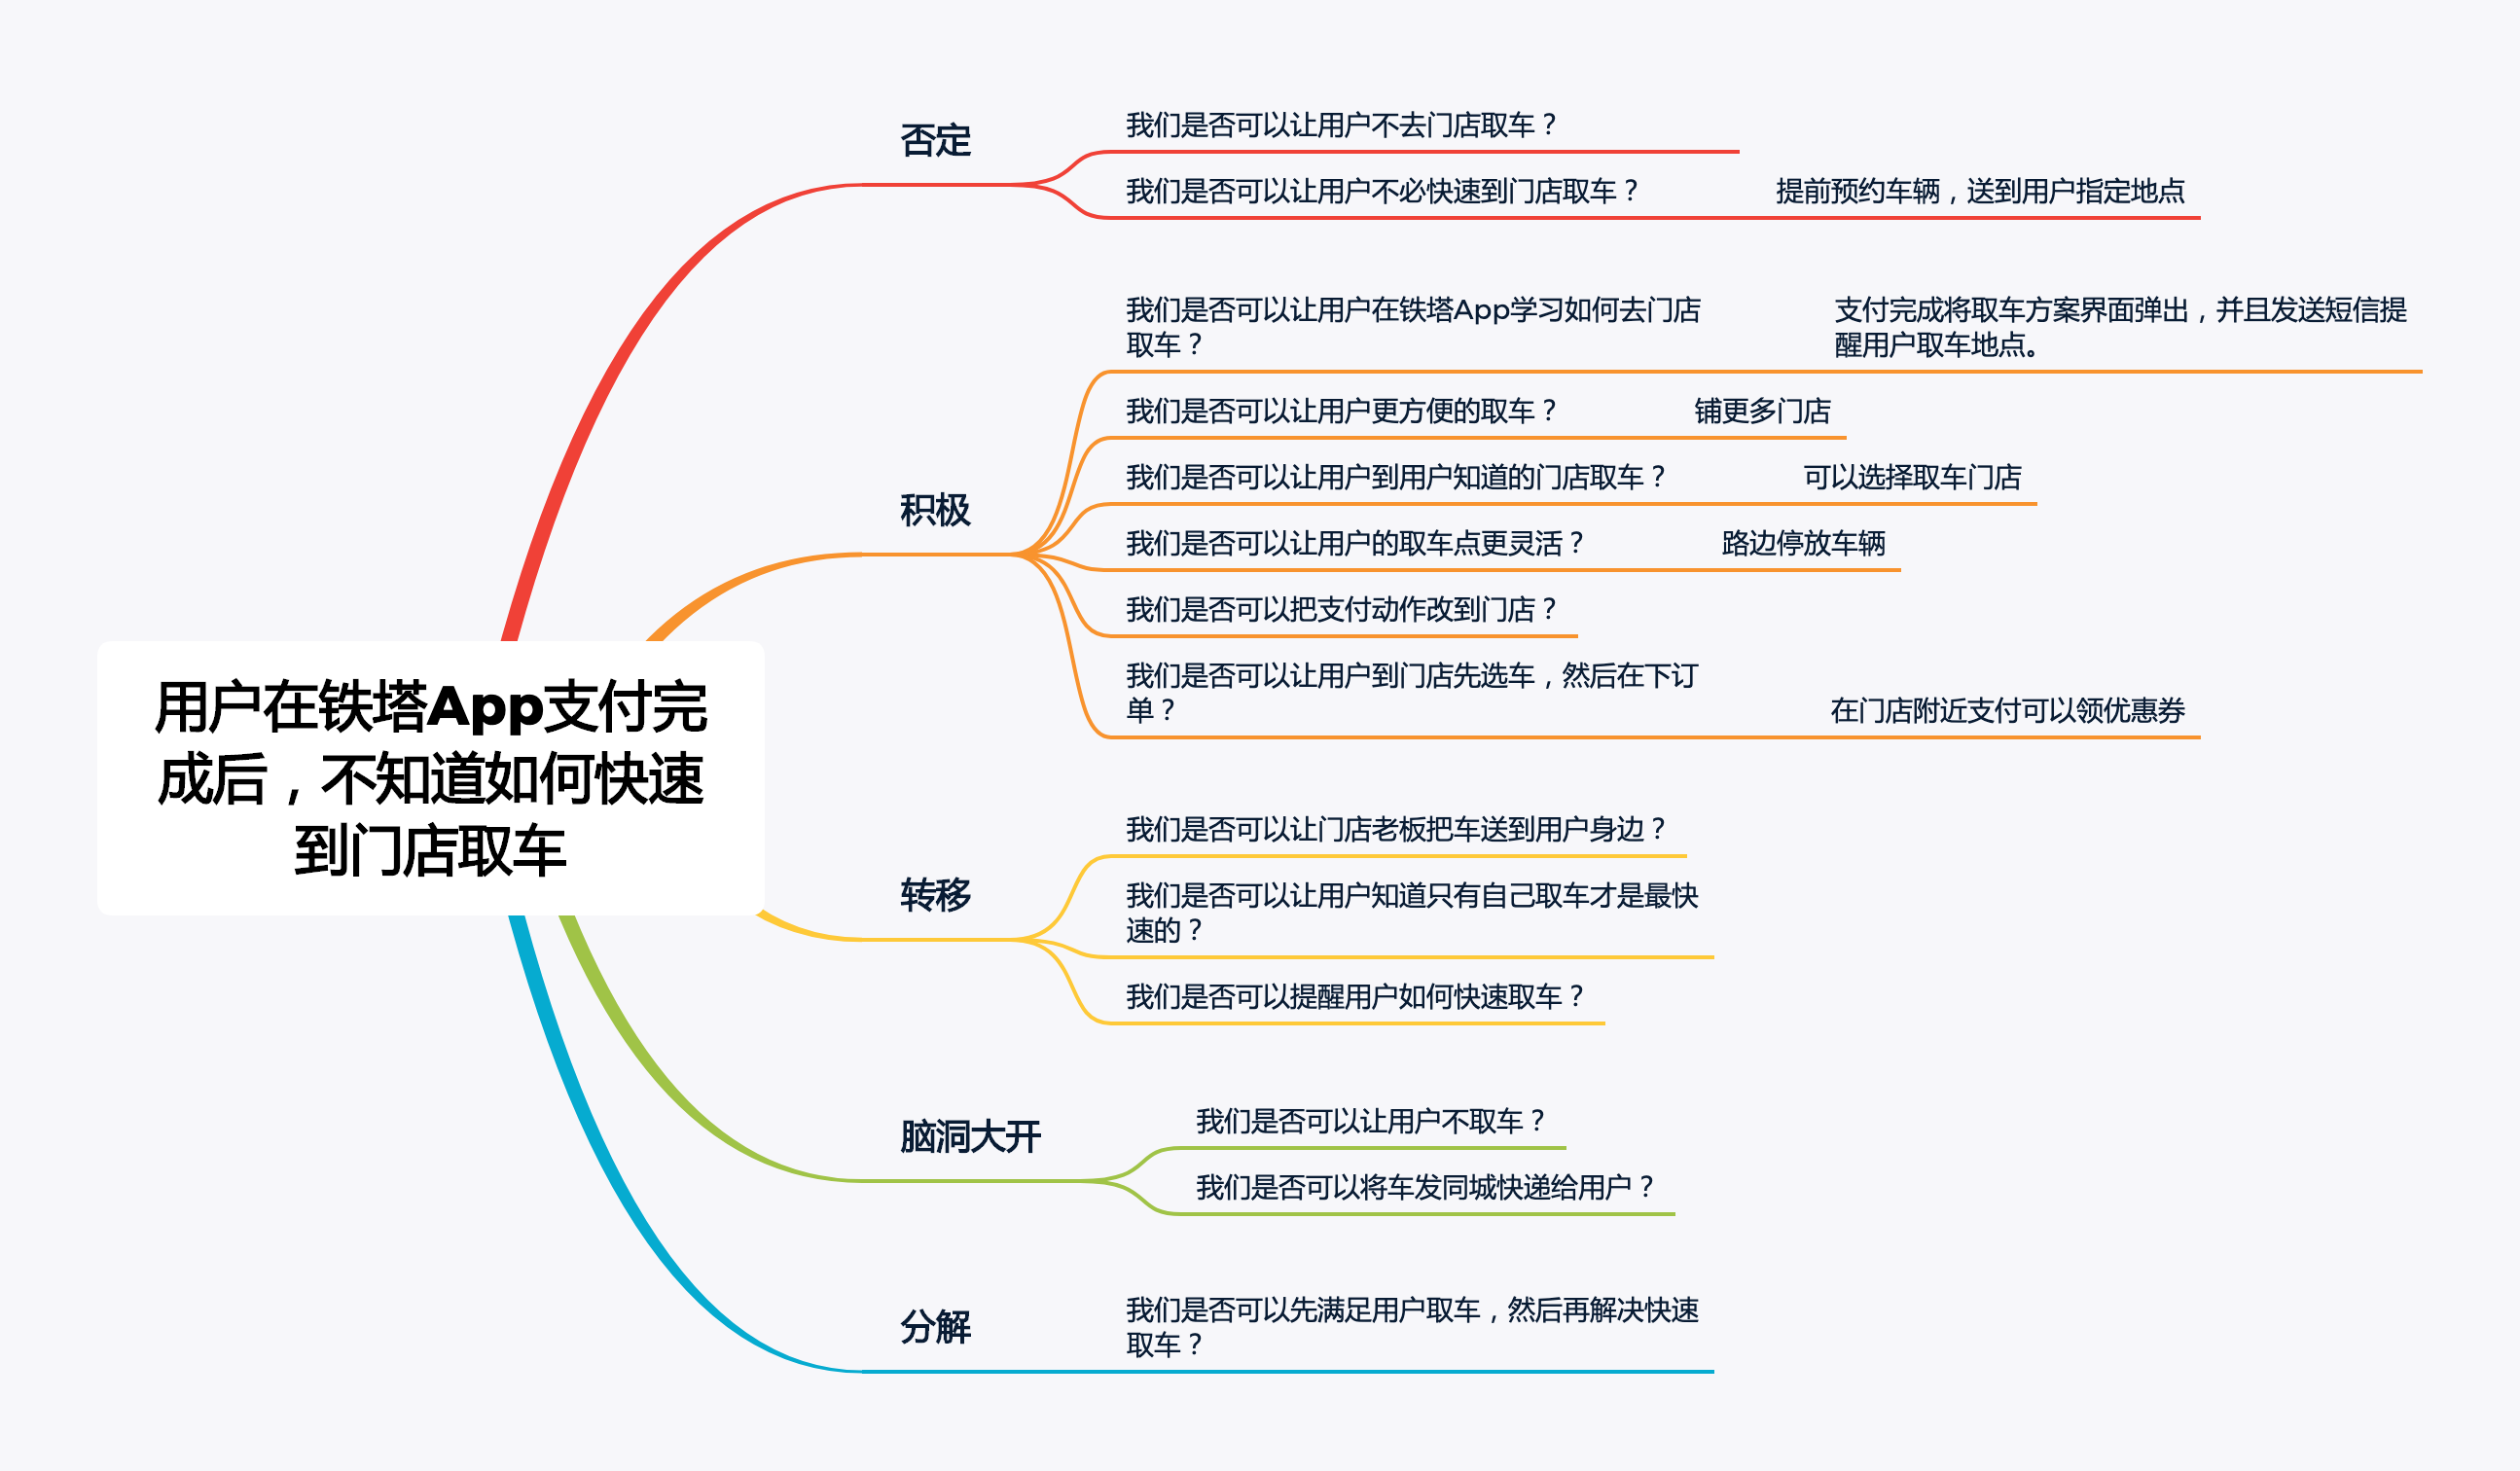 否定
我们是否可以让用户不去门店取车？
我们是否可以让用户不必快速到门店取车？
提前预约车辆，送到用户指定地点
积极
我们是否可以让用户在铁塔App学习如何去门店
取车？
支付完成将取车方案界面弹出，并且发送短信提
醒用户取车地点。
我们是否可以让用户更方便的取车？
铺更多门店
我们是否可以让用户到用户知道的门店取车？
可以选择取车门店
我们是否可以让用户的取车点更灵活？
路边停放车辆
我们是否可以把支付动作改到门店？
我们是否可以让用户到门店先选车，然后在下订
单？
在门店附近支付可以领优惠券
用户在铁塔App支付完
成后，不知道如何快速
到门店取车
转移
我们是否可以让门店老板把车送到用户身边？
我们是否可以让用户知道只有自己取车才是最快
速的？
我们是否可以提醒用户如何快速取车？
脑洞大开
我们是否可以让用户不取车？
我们是否可以将车发同城快递给用户？
分解
我们是否可以先满足用户取车，然后再解决快速
取车？